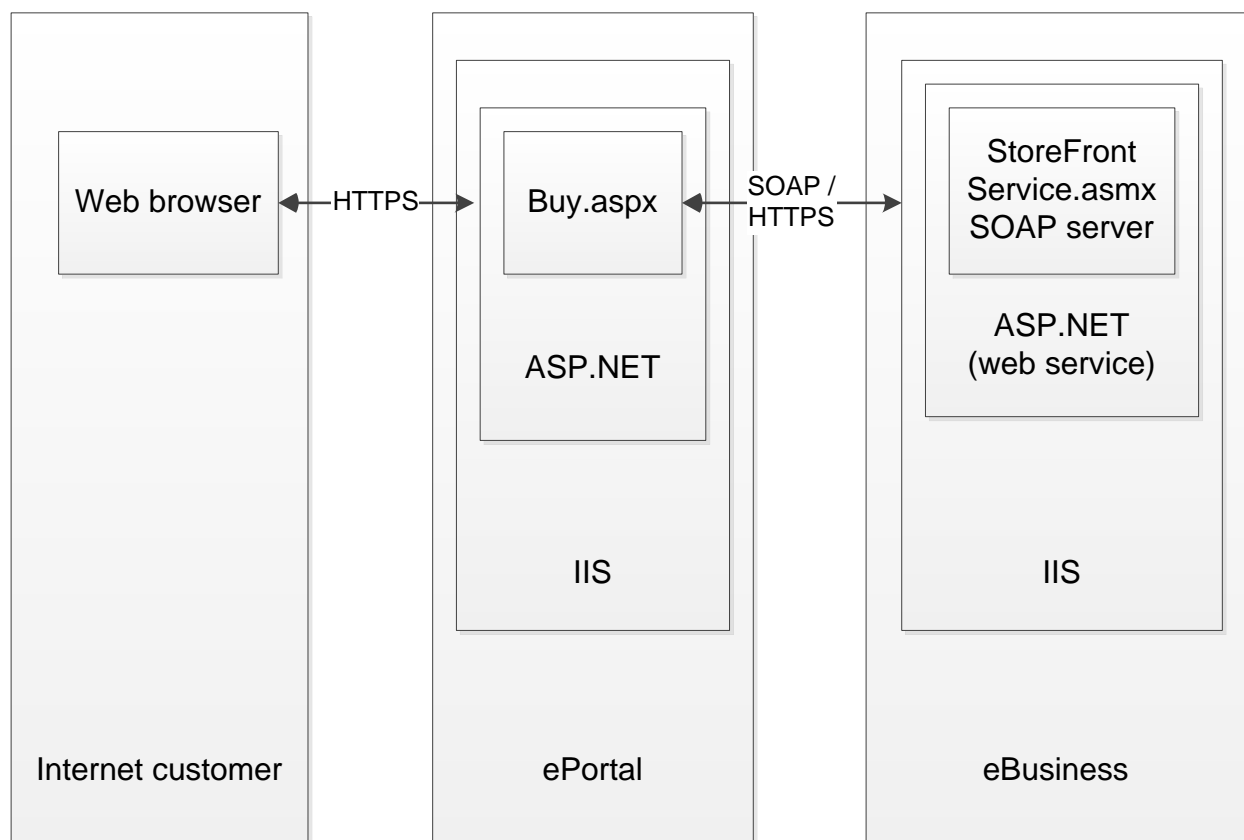 Web browser
HTTPS
Buy.aspx
SOAP /
HTTPS
StoreFront
Service.asmx
SOAP server
ASP.NET
ASP.NET
(web service)
IIS
IIS
Internet customer
ePortal
eBusiness